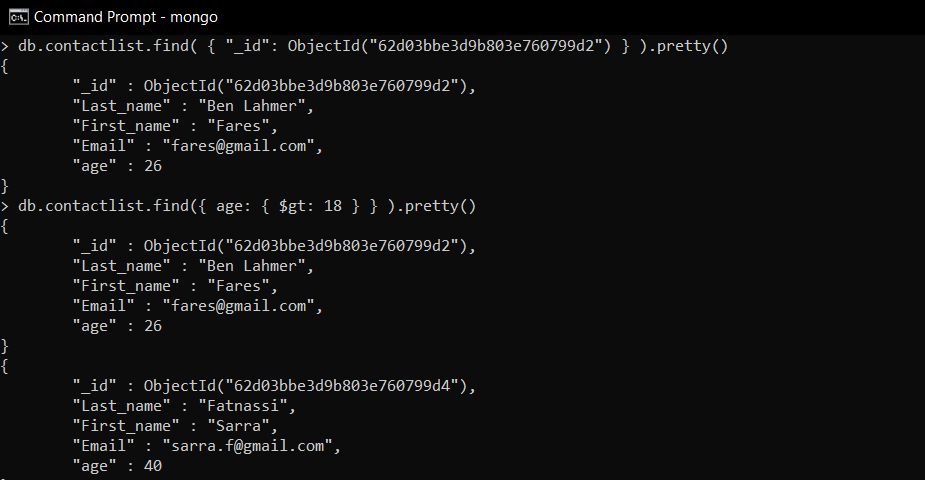 Command Prompt - mongo
> db.contactlist.find( { "_id": ObjectId("62d03bbe3d9b803e760799d2") } ).pretty()
{
"_id" : ObjectId("62d03bbe3d9b803e760799d2"),
"Last_name" : "Ben Lahmer",
"First_name" : "Fares",
"Email" : "fares@gmail.com",
"age" : 26
}
> db.contactlist.find({ age: { $gt: 18 } } ).pretty()
{
"_id" : ObjectId("62d03bbe3d9b803e760799d2"),
"Last_name" : "Ben Lahmer",
"First_name" : "Fares",
"Email" : "fares@gmail.com",
"age" : 26
}
{
"_id" : ObjectId("62d03bbe3d9b803e760799d4"),
"Last_name" : "Fatnassi",
"First_name" : "Sarra",
"Email" : "sarra.f@gmail.com",
"age" : 40